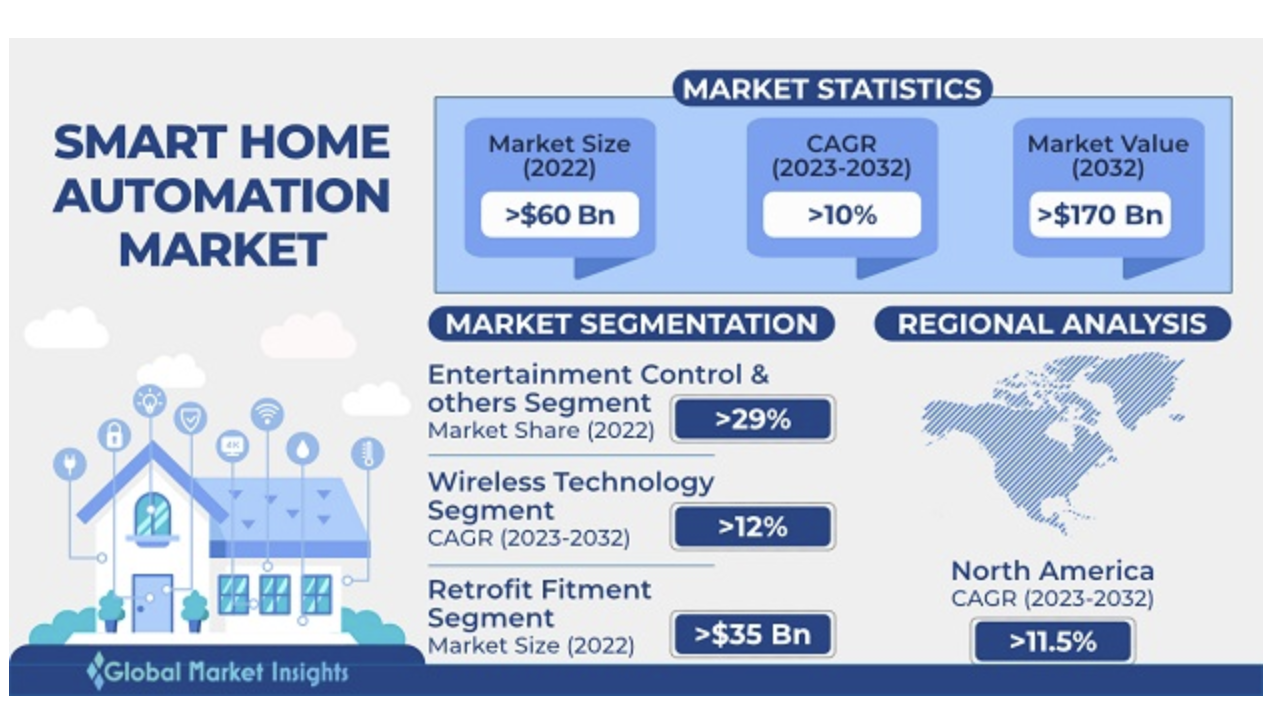 SMART HOME
AUTOMATION
MARKET
MARKET STATISTICS
Market Size
(2022)
>$60 Bn
CAGR
(2023-2032)
>10%
Market Value
(2032)
>$170 Bn
MARKET SEGMENTATION
Entertainment Control &
others Segment
Market Share (2022)
>29%
Wireless Technology
Segment
CAGR (2023-2032)
>12%
Retrofit Fitment
Segment
Market Size (2022)
>$35 Bn
REGIONAL ANALYSIS
North America
CAGR (2023-2032)
>11.5%
4K
Global Market Insights